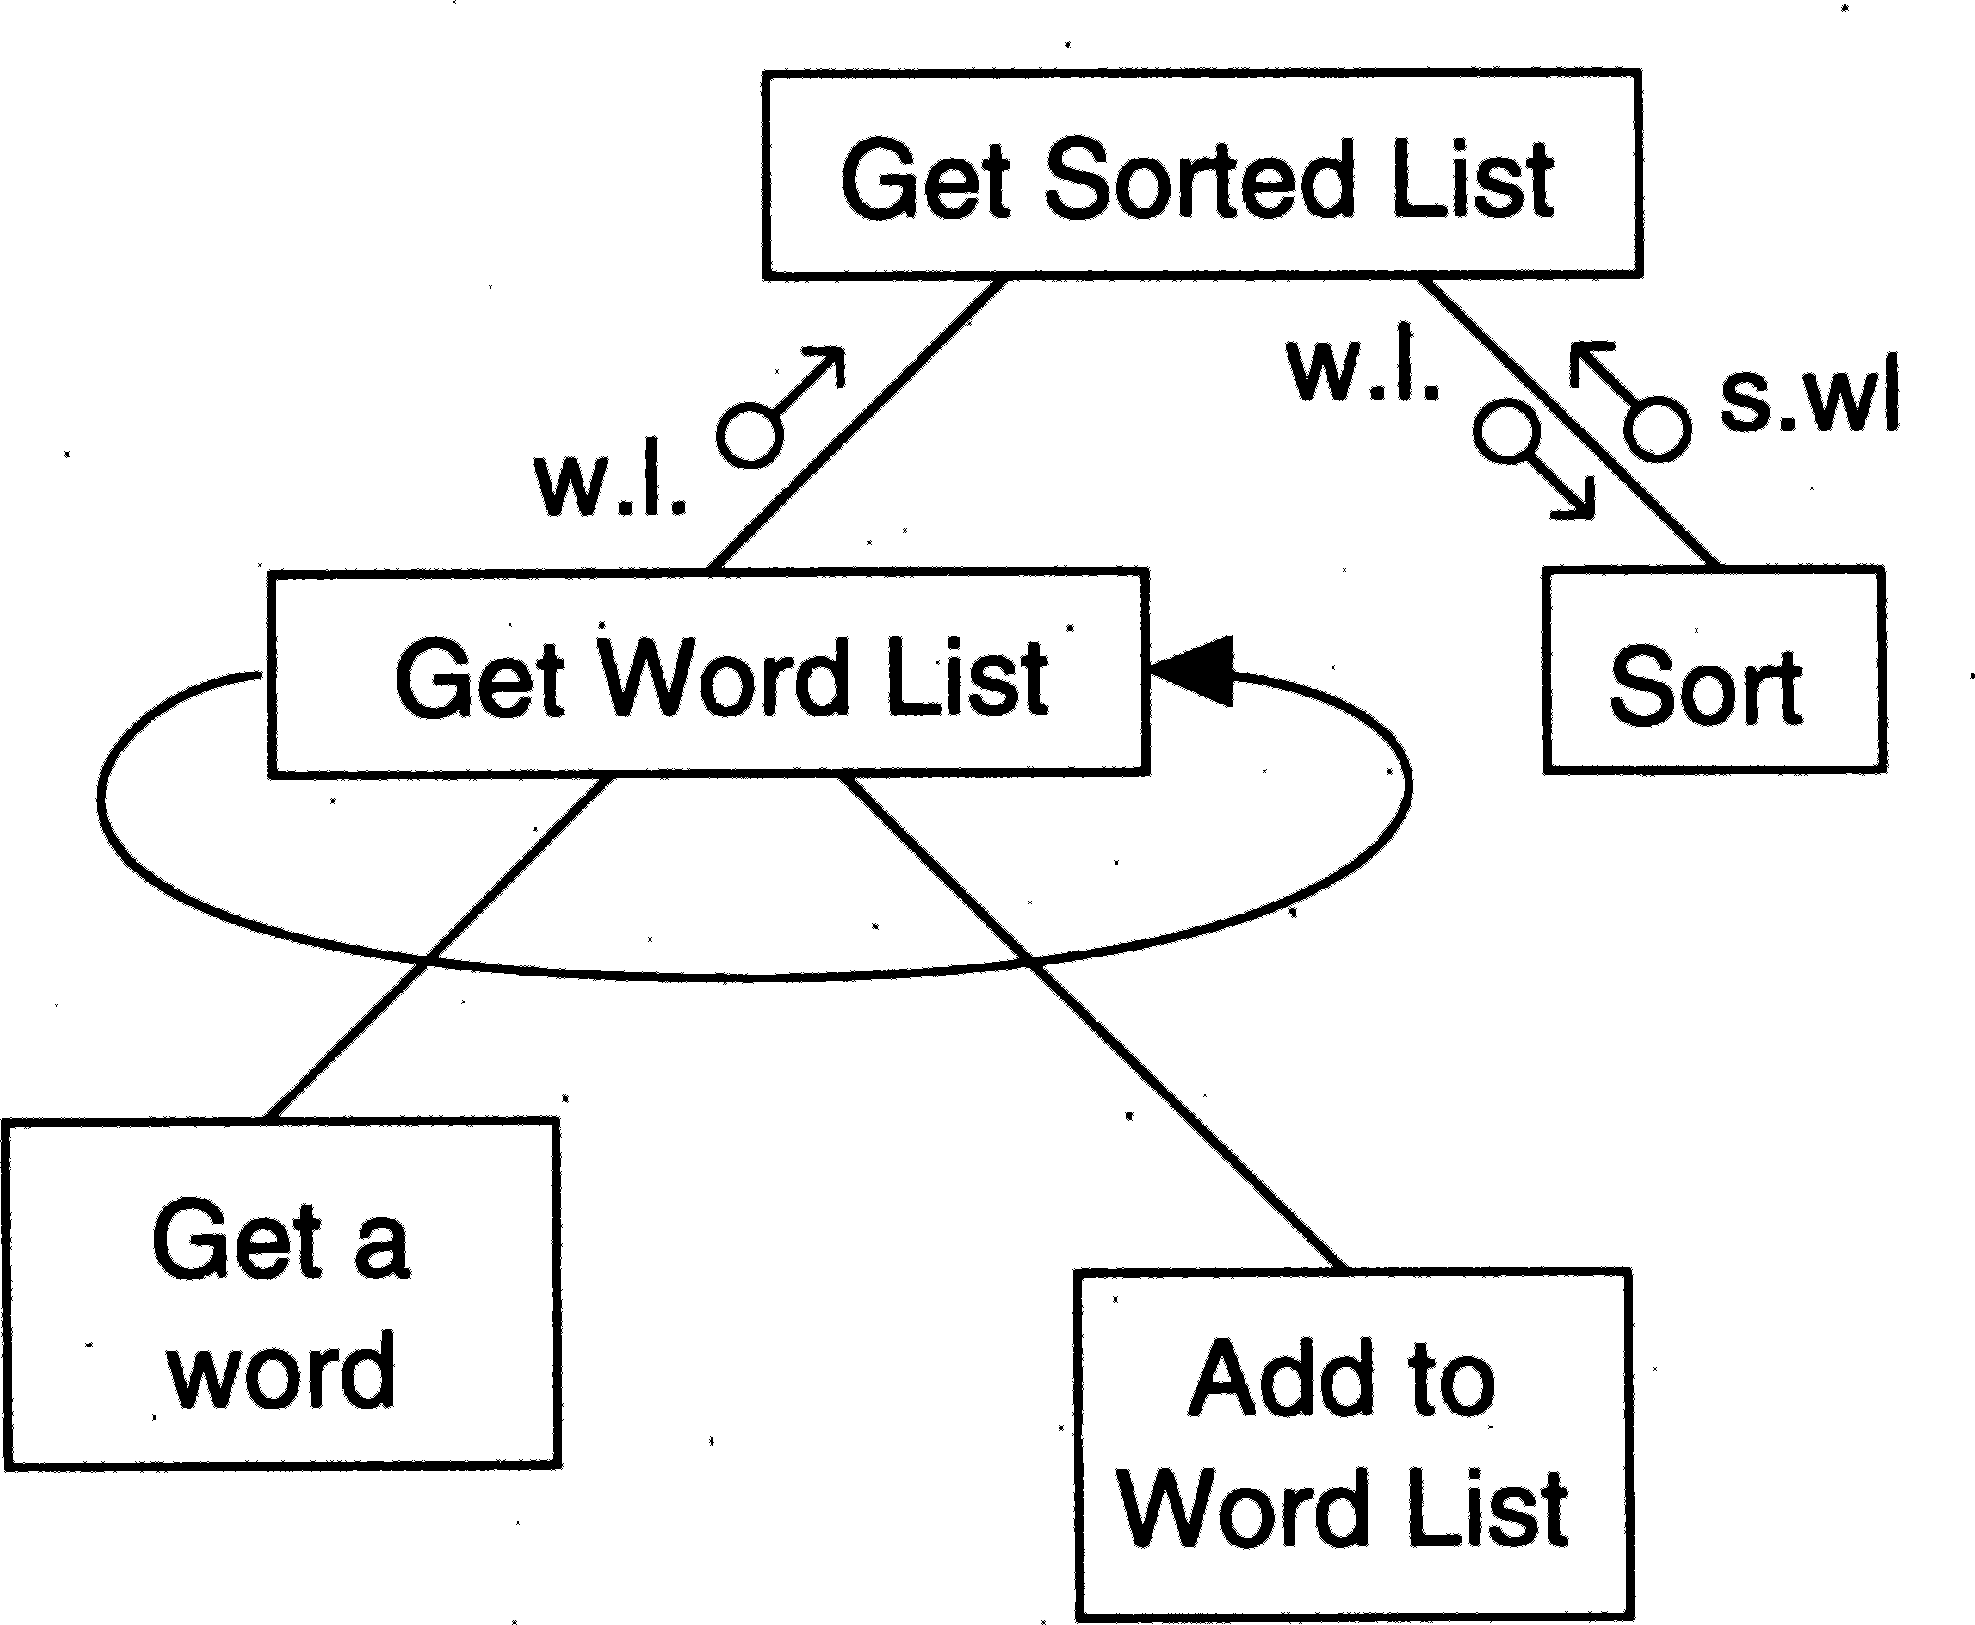 Get Sorted List
w.l.
w.l.
s.wl
Get Word List
Sort
Get a
word
Add to
Word List